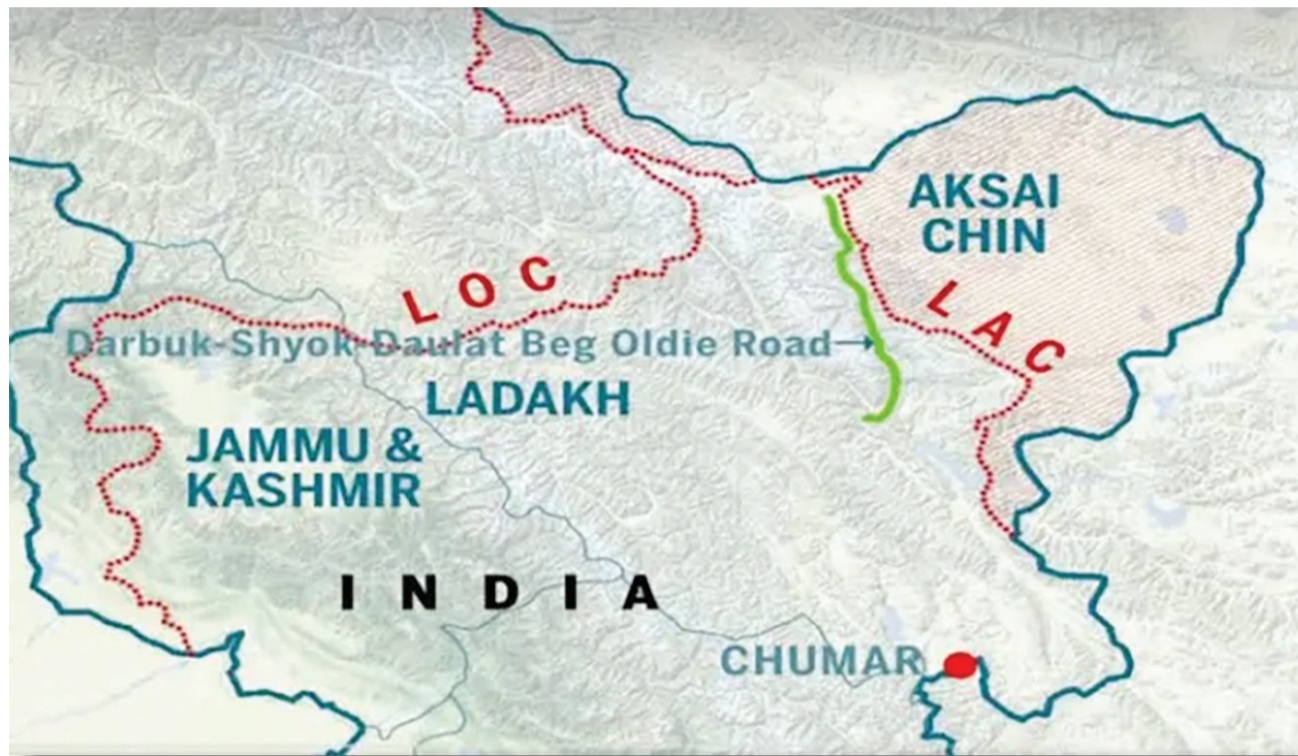 AKSAI
CHIN
LOC
LAC
Darbuk-Shyok-Daulat Beg Oldie Road
LADAKH
JAMMU &
KASHMIR
INDIA
CHUMAR